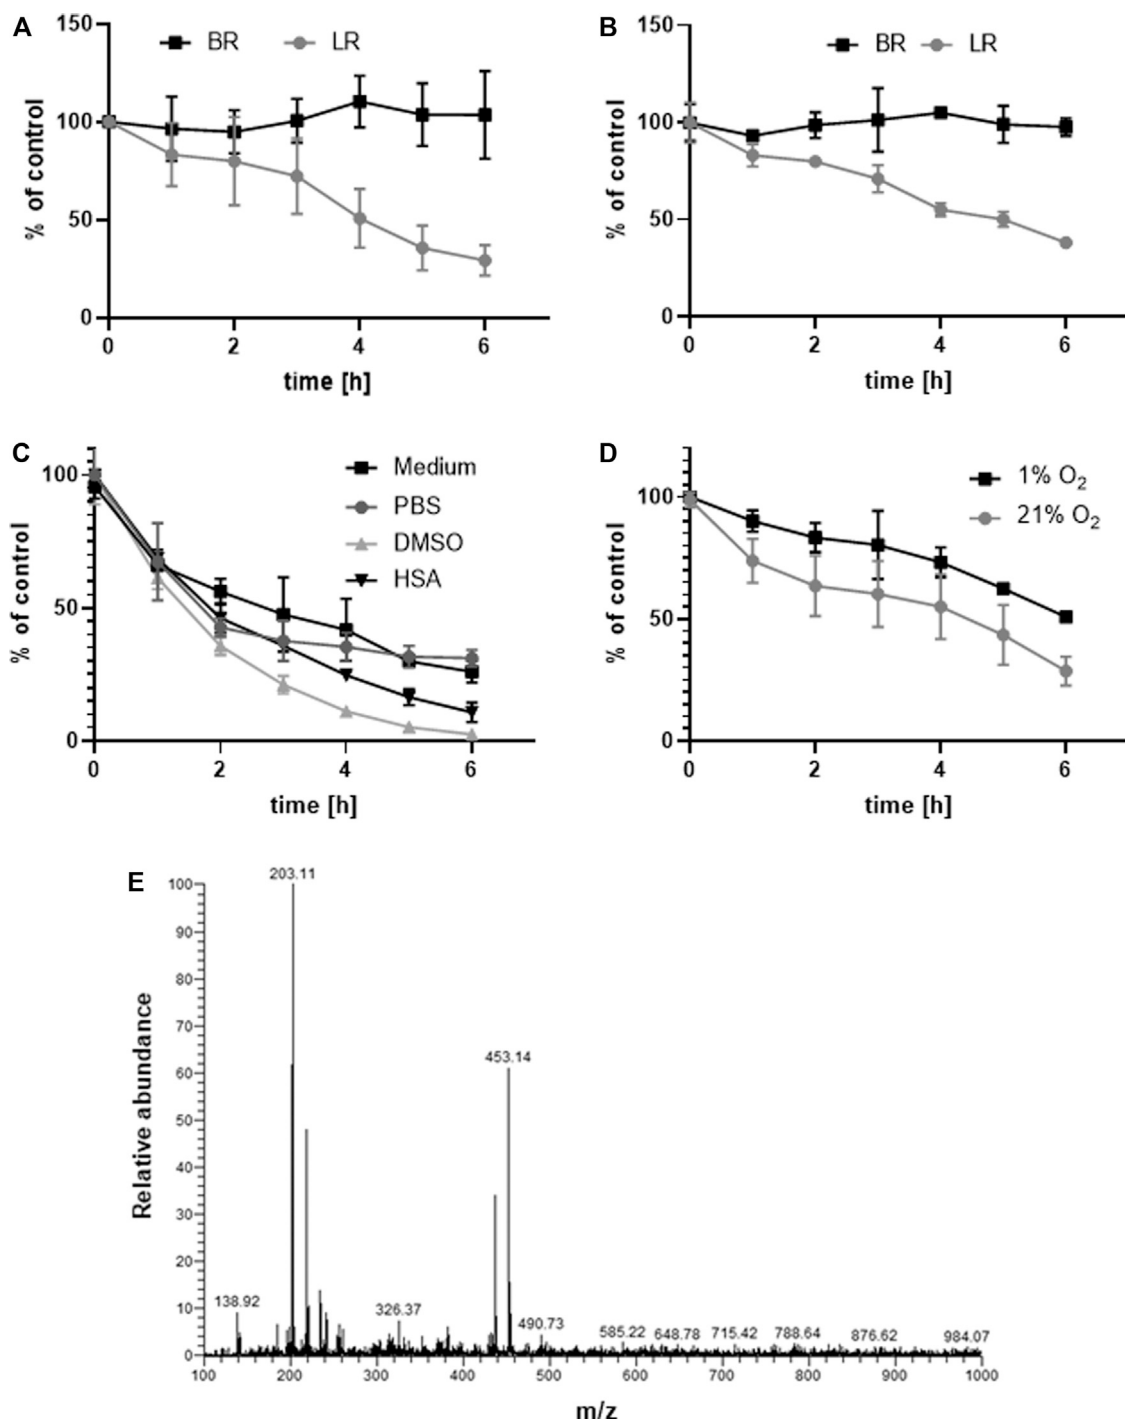 A
150
BR
LR
100
50
0
% of control
0 2 4 6
time [h]
B
150
BR
LR
100
50
0
% of control
0 2 4 6
time [h]
C
100
50
0
% of control
Medium
PBS
DMSO
HSA
0 2 4 6
time [h]
D
100
50
0
% of control
1% O₂
21% O₂
0 2 4 6
time [h]
E
Relative abundance
100
90
80
70
60
50
40
30
20
10
0
203.11
453.14
138.92
326.37
490.73
585.22
648.78
715.42
788.64
876.62
984.07
100 200 300 400 500 600 700 800 900 1000
m/z